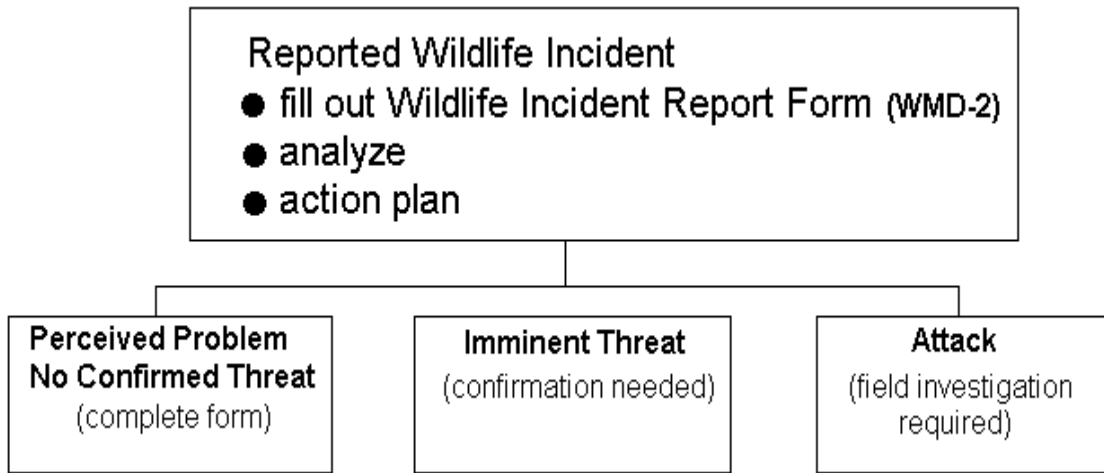 Reported Wildlife Incident
● fill out Wildlife Incident Report Form (WMD-2)
● analyze
● action plan
Perceived Problem
No Confirmed Threat
(complete form)
Imminent Threat
(confirmation needed)
Attack
(field investigation
required)